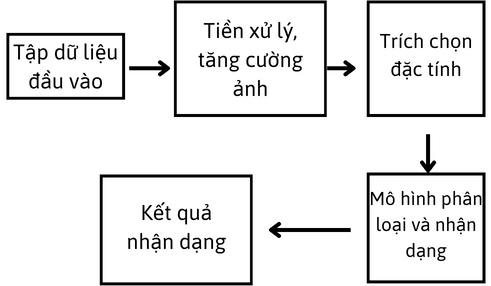 Tập dữ liệu
đầu vào
Tiền xử lý,
tăng cường
ảnh
Trích chọn
đặc tính
Mô hình phân
loại và nhận
dạng
Kết quả
nhận dạng